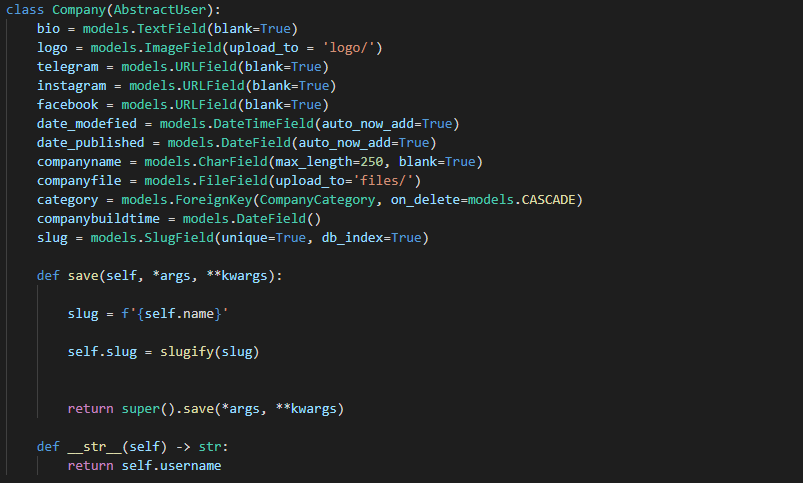 class Company(AbstractUser):
    bio = models.TextField(blank=True)
    logo = models.ImageField(upload_to = 'logo/')
    telegram = models.URLField(blank=True)
    instagram = models.URLField(blank=True)
    facebook = models.URLField(blank=True)
    date_modefied = models.DateTimeField(auto_now_add=True)
    date_published = models.DateField(auto_now_add=True)
    companyname = models.CharField(max_length=250, blank=True)
    companyfile = models.FileField(upload_to='files/')
    category = models.ForeignKey(CompanyCategory, on_delete=models.CASCADE)
    companybuildtime = models.DateField()
    slug = models.SlugField(unique=True, db_index=True)
    def save(self, *args, **kwargs):
        slug = f'{self.name}'
        self.slug = slugify(slug)
        return super().save(*args, **kwargs)
    def __str__(self) -> str:
        return self.username